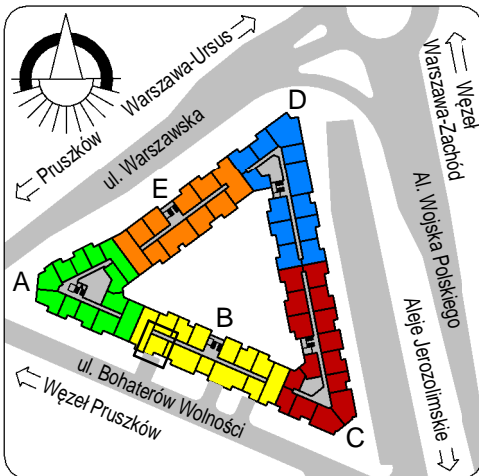 Warszawa-Ursus
Pruszków
ul. Warszawska
Węzeł
Warszawa-Zachód
Al. Wojska Polskiego
Aleje Jerozolimskie
D
E
A
B
C
ul. Bohaterów Wolności
Węzeł Pruszków